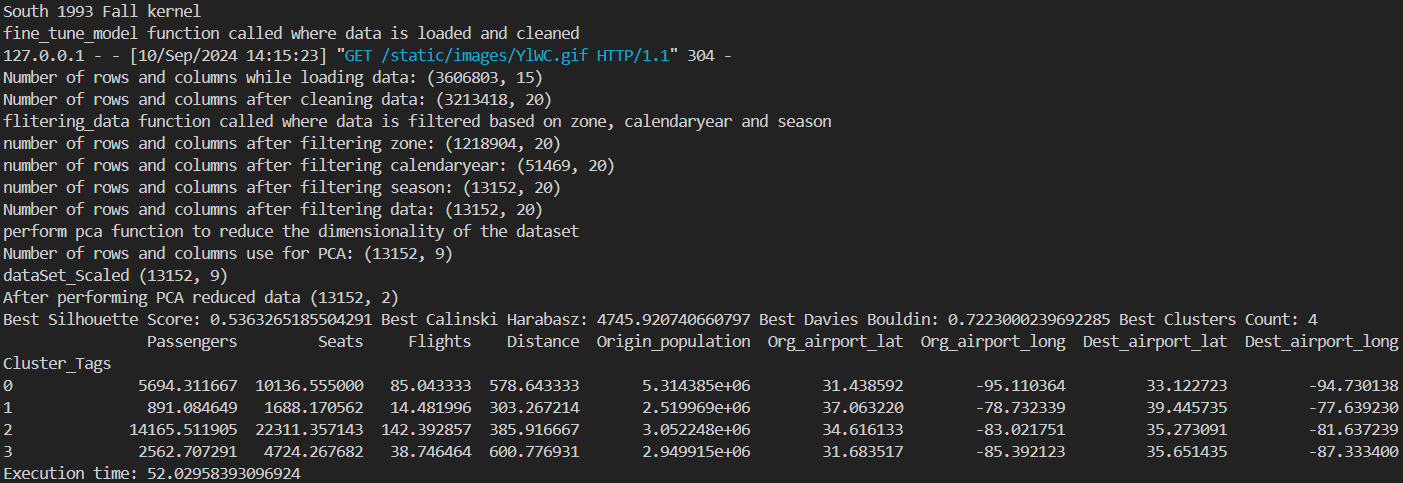 South 1993 Fall kernel
fine_tune_model function called where data is loaded and cleaned
127.0.0.1 - - [10/Sep/2024 14:15:23] "GET /static/images/YlWC.gif HTTP/1.1" 304 -
Number of rows and columns while loading data: (3606803, 15)
Number of rows and columns after cleaning data: (3213418, 20)
flitering_data function called where data is filtered based on zone, calendaryear and season
number of rows and columns after filtering zone: (1218904, 20)
number of rows and columns after filtering calendaryear: (51469, 20)
number of rows and columns after filtering season: (13152, 20)
Number of rows and columns after filtering data: (13152, 20)
perform pca function to reduce the dimensionality of the dataset
Number of rows and columns use for PCA: (13152, 9)
dataSet_Scaled (13152, 9)
After performing PCA reduced data (13152, 2)
Best Silhouette Score: 0.5363265185504291 Best Calinski Harabasz: 4745.920740660797 Best Davies Bouldin: 0.7223000239692285 Best Clusters Count: 4
Passengers Seats Flights Distance Origin_population Org_airport_lat Org_airport_long Dest_airport_lat Dest_airport_long
Cluster_Tags
0 5694.311667 10136.555000 85.043333 578.643333 5.314385e+06 31.438592 -95.110364 33.122723 -94.730138
1 891.084649 1688.170562 14.481996 303.267214 2.519969e+06 37.063220 -78.732339 39.445735 -77.639230
2 14165.511905 22311.357143 142.392857 385.916667 3.052248e+06 34.616133 -83.021751 35.273091 -81.637239
3 2562.707291 4724.267682 38.746464 600.776931 2.949915e+06 31.683517 -85.392123 35.651435 -87.333400
Execution time: 52.02958393096924